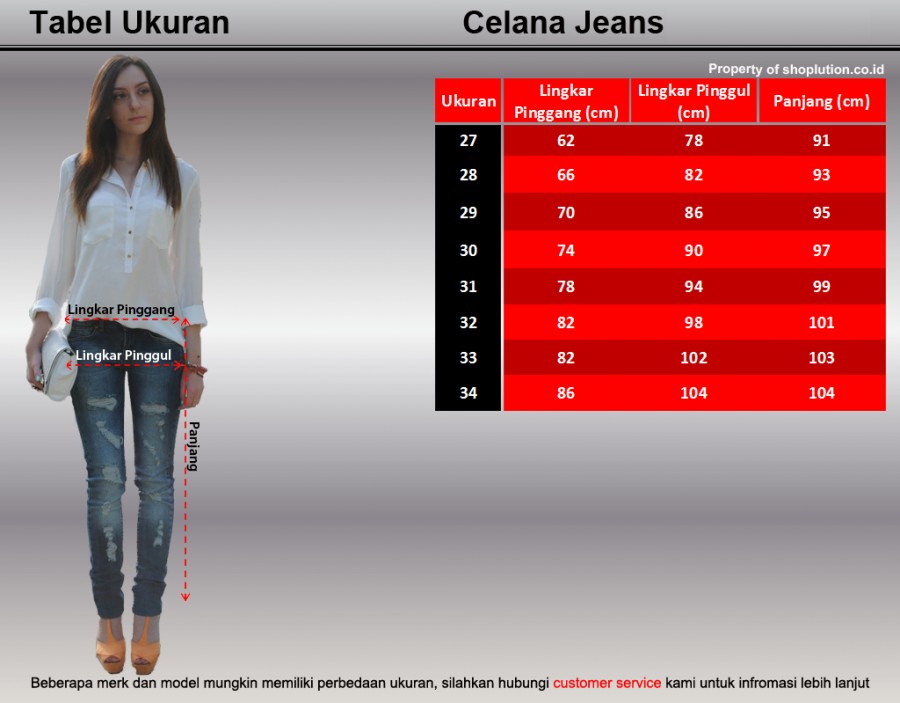 Tabel Ukuran
Celana Jeans
Property of shoplution.co.id
Ukuran Lingkar Pinggang (cm) Lingkar Pinggul (cm) Panjang (cm)
27 62 78 91
28 66 82 93
29 70 86 95
30 74 90 97
31 78 94 99
32 82 98 101
33 82 102 103
34 86 104 104
Lingkar Pinggang
Lingkar Pinggul
Panjang
Beberapa merk dan model mungkin memiliki perbedaan ukuran, silahkan hubungi customer service kami untuk infromasi lebih lanjut